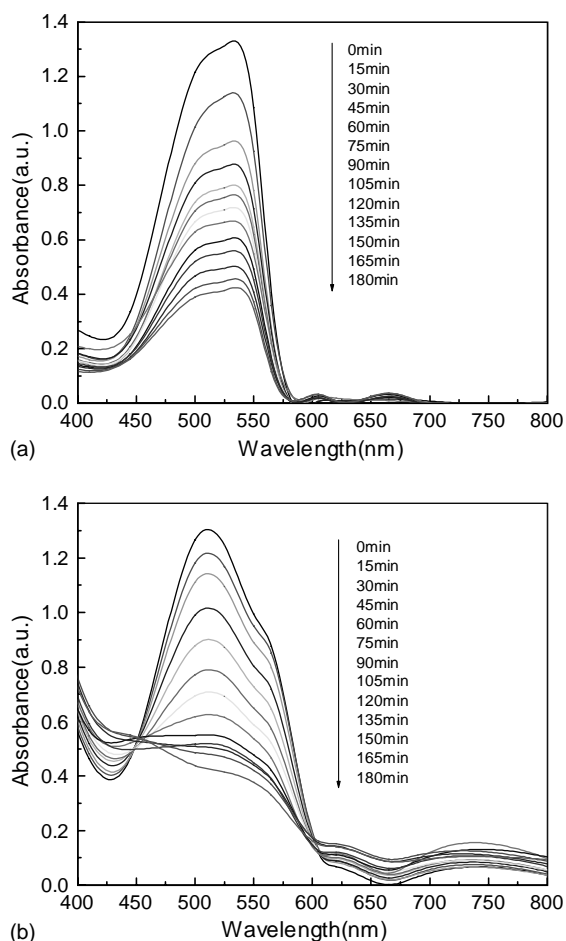 1.4
1.2
1.0
0.8
0.6
0.4
0.2
0.0
Absorbance(a.u.)
0min
15min
30min
45min
60min
75min
90min
105min
120min
135min
150min
165min
180min
400 450 500 550 600 650 700 750 800
(a) Wavelength(nm)
1.4
1.2
1.0
0.8
0.6
0.4
0.2
0.0
Absorbance(a.u.)
0min
15min
30min
45min
60min
75min
90min
105min
120min
135min
150min
165min
180min
400 450 500 550 600 650 700 750 800
(b) Wavelength(nm)